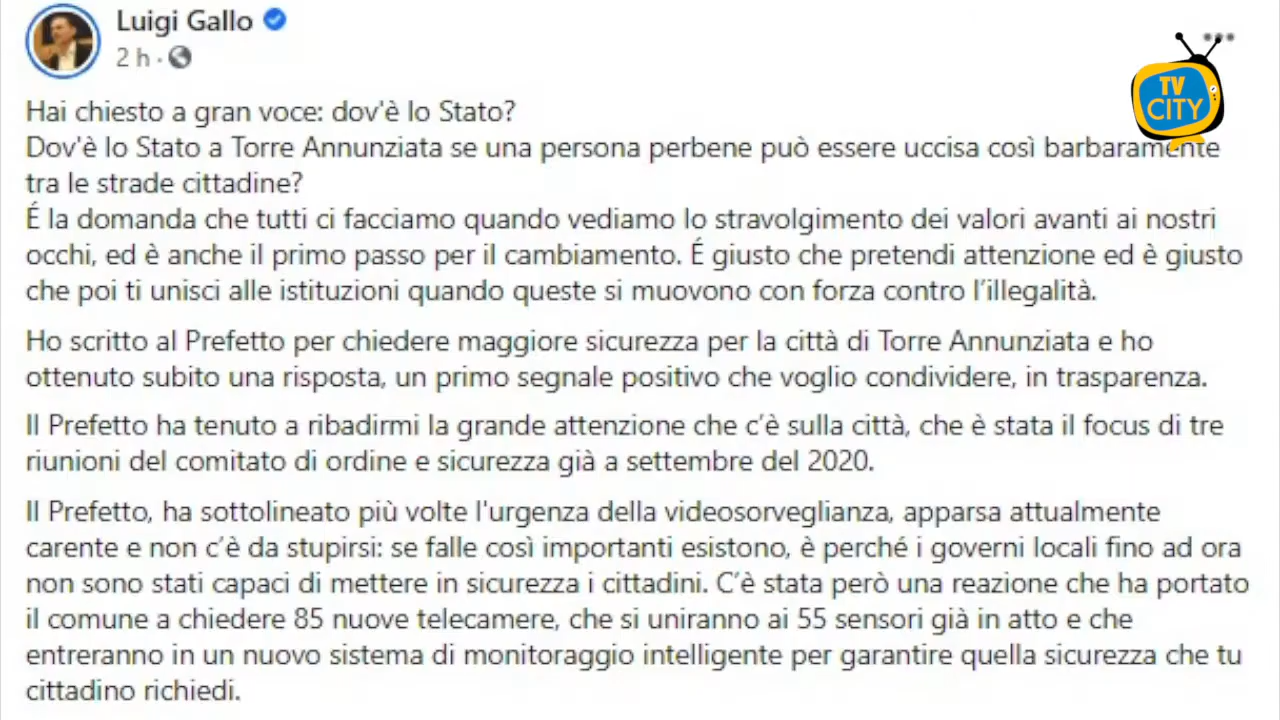 Luigi Gallo
2 h ·
TV
CITY
Hai chiesto a gran voce: dov'è lo Stato?
Dov'è lo Stato a Torre Annunziata se una persona perbene può essere uccisa così barbaramente
tra le strade cittadine?
É la domanda che tutti ci facciamo quando vediamo lo stravolgimento dei valori avanti ai nostri
occhi, ed è anche il primo passo per il cambiamento. É giusto che pretendi attenzione ed è giusto
che poi ti unisci alle istituzioni quando queste si muovono con forza contro l’illegalità.
Ho scritto al Prefetto per chiedere maggiore sicurezza per la città di Torre Annunziata e ho
ottenuto subito una risposta, un primo segnale positivo che voglio condividere, in trasparenza.
Il Prefetto ha tenuto a ribadirmi la grande attenzione che c’è sulla città, che è stata il focus di tre
riunioni del comitato di ordine e sicurezza già a settembre del 2020.
Il Prefetto, ha sottolineato più volte l'urgenza della videosorveglianza, apparsa attualmente
carente e non c’è da stupirsi: se falle così importanti esistono, è perché i governi locali fino ad ora
non sono stati capaci di mettere in sicurezza i cittadini. C’è stata però una reazione che ha portato
il comune a chiedere 85 nuove telecamere, che si uniranno ai 55 sensori già in atto e che
entreranno in un nuovo sistema di monitoraggio intelligente per garantire quella sicurezza che tu
cittadino richiedi.